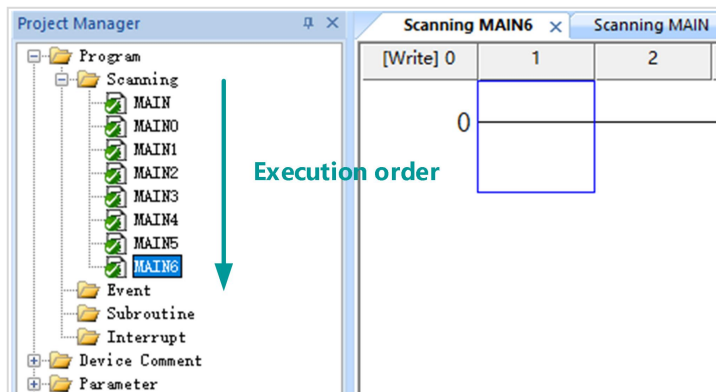 Project Manager
Scanning MAIN6
Scanning MAIN
Program
Scanning
MAIN
MAIN0
MAIN1
MAIN2
MAIN3
MAIN4
MAIN5
MAIN6
Event
Subroutine
Interrupt
Device Comment
Parameter
Execution order
[Write] 0
1
2
0